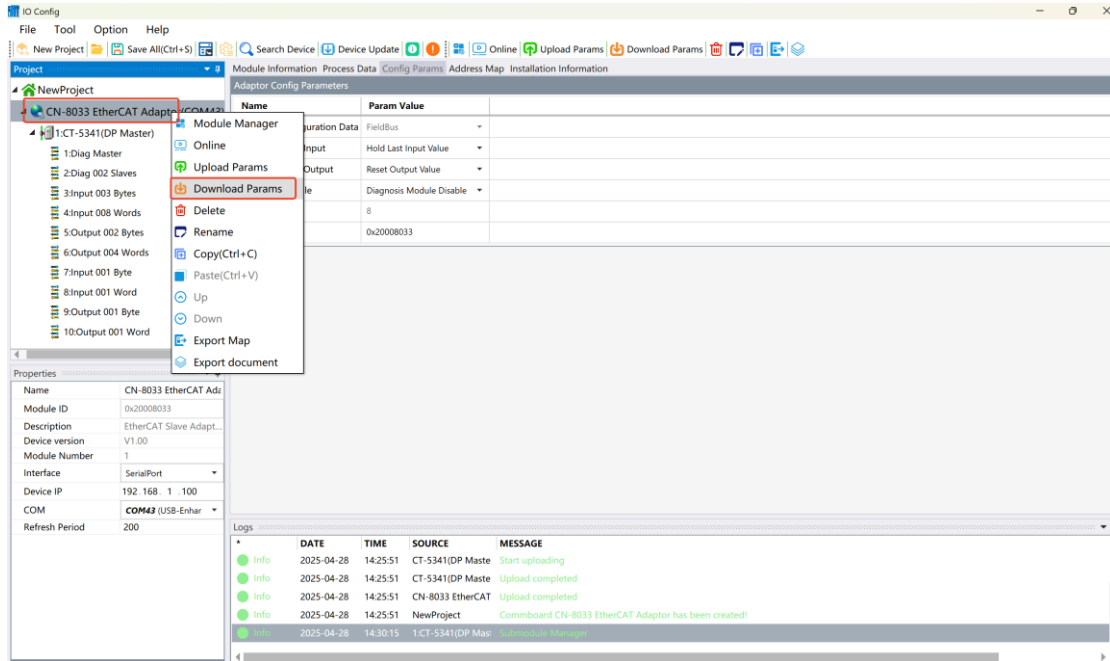 IO Config
File Tool Option Help
New Project Save All(Ctrl+S) Search Device Device Update Online Upload Params Download Params
Project
NewProject
CN-8033 EtherCAT Adaptor(COM43)
1:CT-5341(DP Master)
1:Diag Master
2:Diag 002 Slaves
3:Input 003 Bytes
4:Input 008 Words
5:Output 002 Bytes
6:Output 004 Words
7:Input 001 Byte
8:Input 001 Word
9:Output 001 Byte
10:Output 001 Word
Module Manager
Online
Upload Params
Download Params
Delete
Rename
Copy(Ctrl+C)
Paste(Ctrl+V)
Up
Down
Export Map
Export document
Module Information Process Data Config Params Address Map Installation Information
Adaptor Config Parameters
Name Param Value
uration Data FieldBus
nput Hold Last Input Value
Output Reset Output Value
le Diagnosis Module Disable
8
0x20008033
Properties
Name CN-8033 EtherCAT Ada
Module ID 0x20008033
Description EtherCAT Slave Adapt...
Device version V1.00
Module Number 1
Interface SerialPort
Device IP 192.168. 1 .100
COM COM43 (USB-Enhar
Refresh Period 200
Logs
* DATE TIME SOURCE MESSAGE
Info 2025-04-28 14:25:51 CT-5341(DP Maste Start uploading
Info 2025-04-28 14:25:51 CT-5341(DP Maste Upload completed
Info 2025-04-28 14:25:51 CN-8033 EtherCAT Upload completed
Info 2025-04-28 14:25:51 NewProject Commboard CN-8033 EtherCAT Adaptor has been created!
Info 2025-04-28 14:30:15 1:CT-5341(DP Mas Submodule Manager